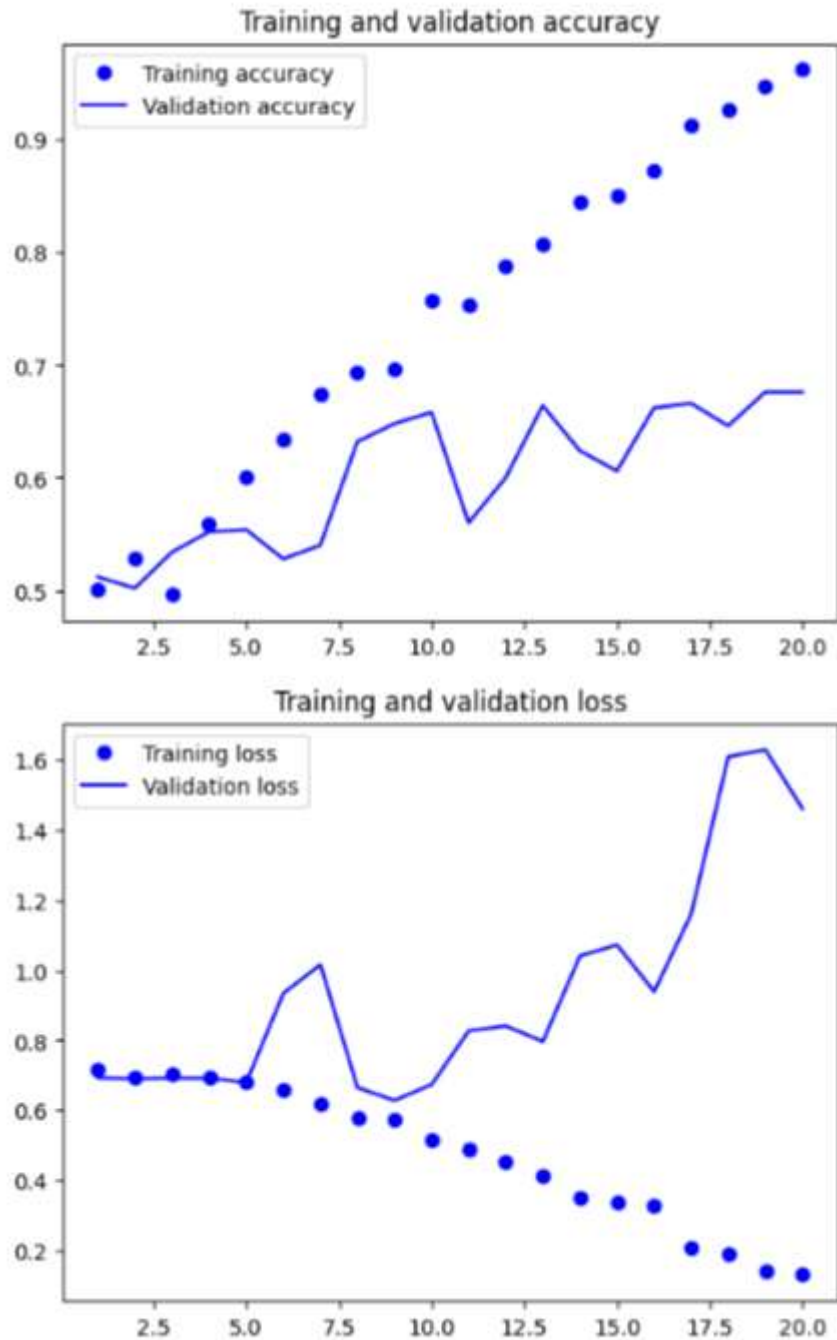 Training and validation accuracy
Training accuracy
Validation accuracy
0.9
0.8
0.7
0.6
0.5
2.5 5.0 7.5 10.0 12.5 15.0 17.5 20.0
Training and validation loss
Training loss
Validation loss
1.6
1.4
1.2
1.0
0.8
0.6
0.4
0.2
2.5 5.0 7.5 10.0 12.5 15.0 17.5 20.0